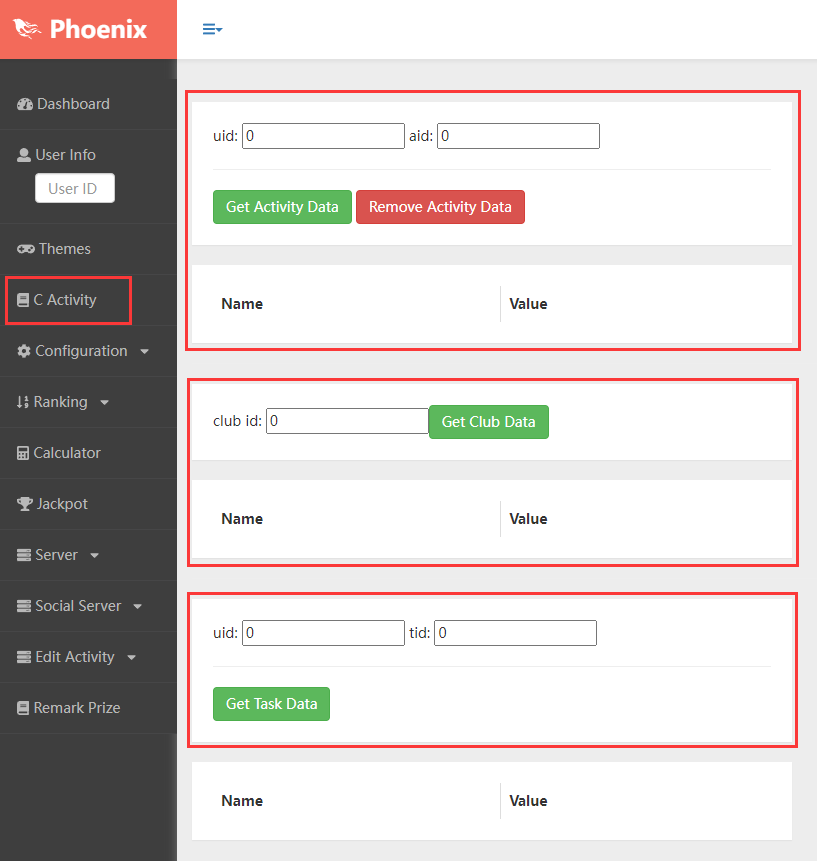 Phoenix
Dashboard
User Info
User ID
Themes
C Activity
Configuration
Ranking
Calculator
Jackpot
Server
Social Server
Edit Activity
Remark Prize
uid: 0 aid: 0
Get Activity Data Remove Activity Data
Name Value
club id: 0 Get Club Data
Name Value
uid: 0 tid: 0
Get Task Data
Name Value